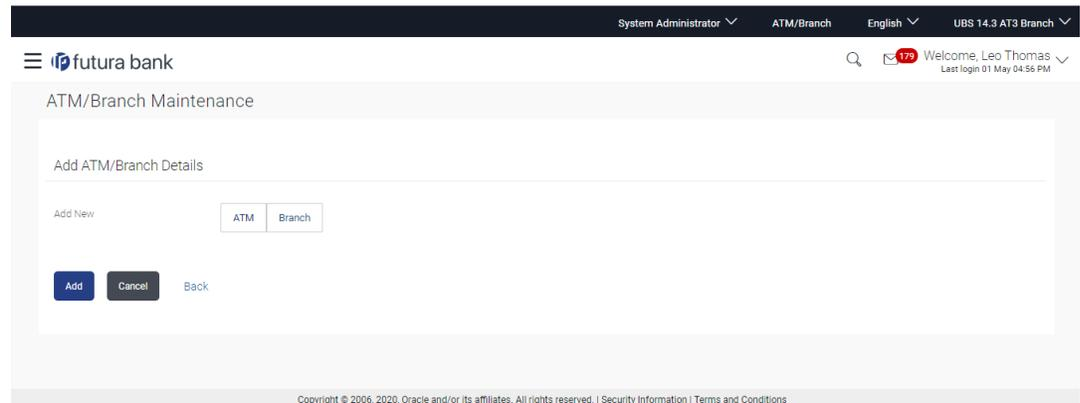 System Administrator ATM/Branch English UBS 14.3 AT3 Branch
futura bank 179 Welcome, Leo Thomas
Last login 01 May 04:56 PM
ATM/Branch Maintenance
Add ATM/Branch Details
Add New ATM Branch
Add Cancel Back
Copyright © 2006, 2020, Oracle and/or its affiliates. All rights reserved. | Security Information | Terms and Conditions